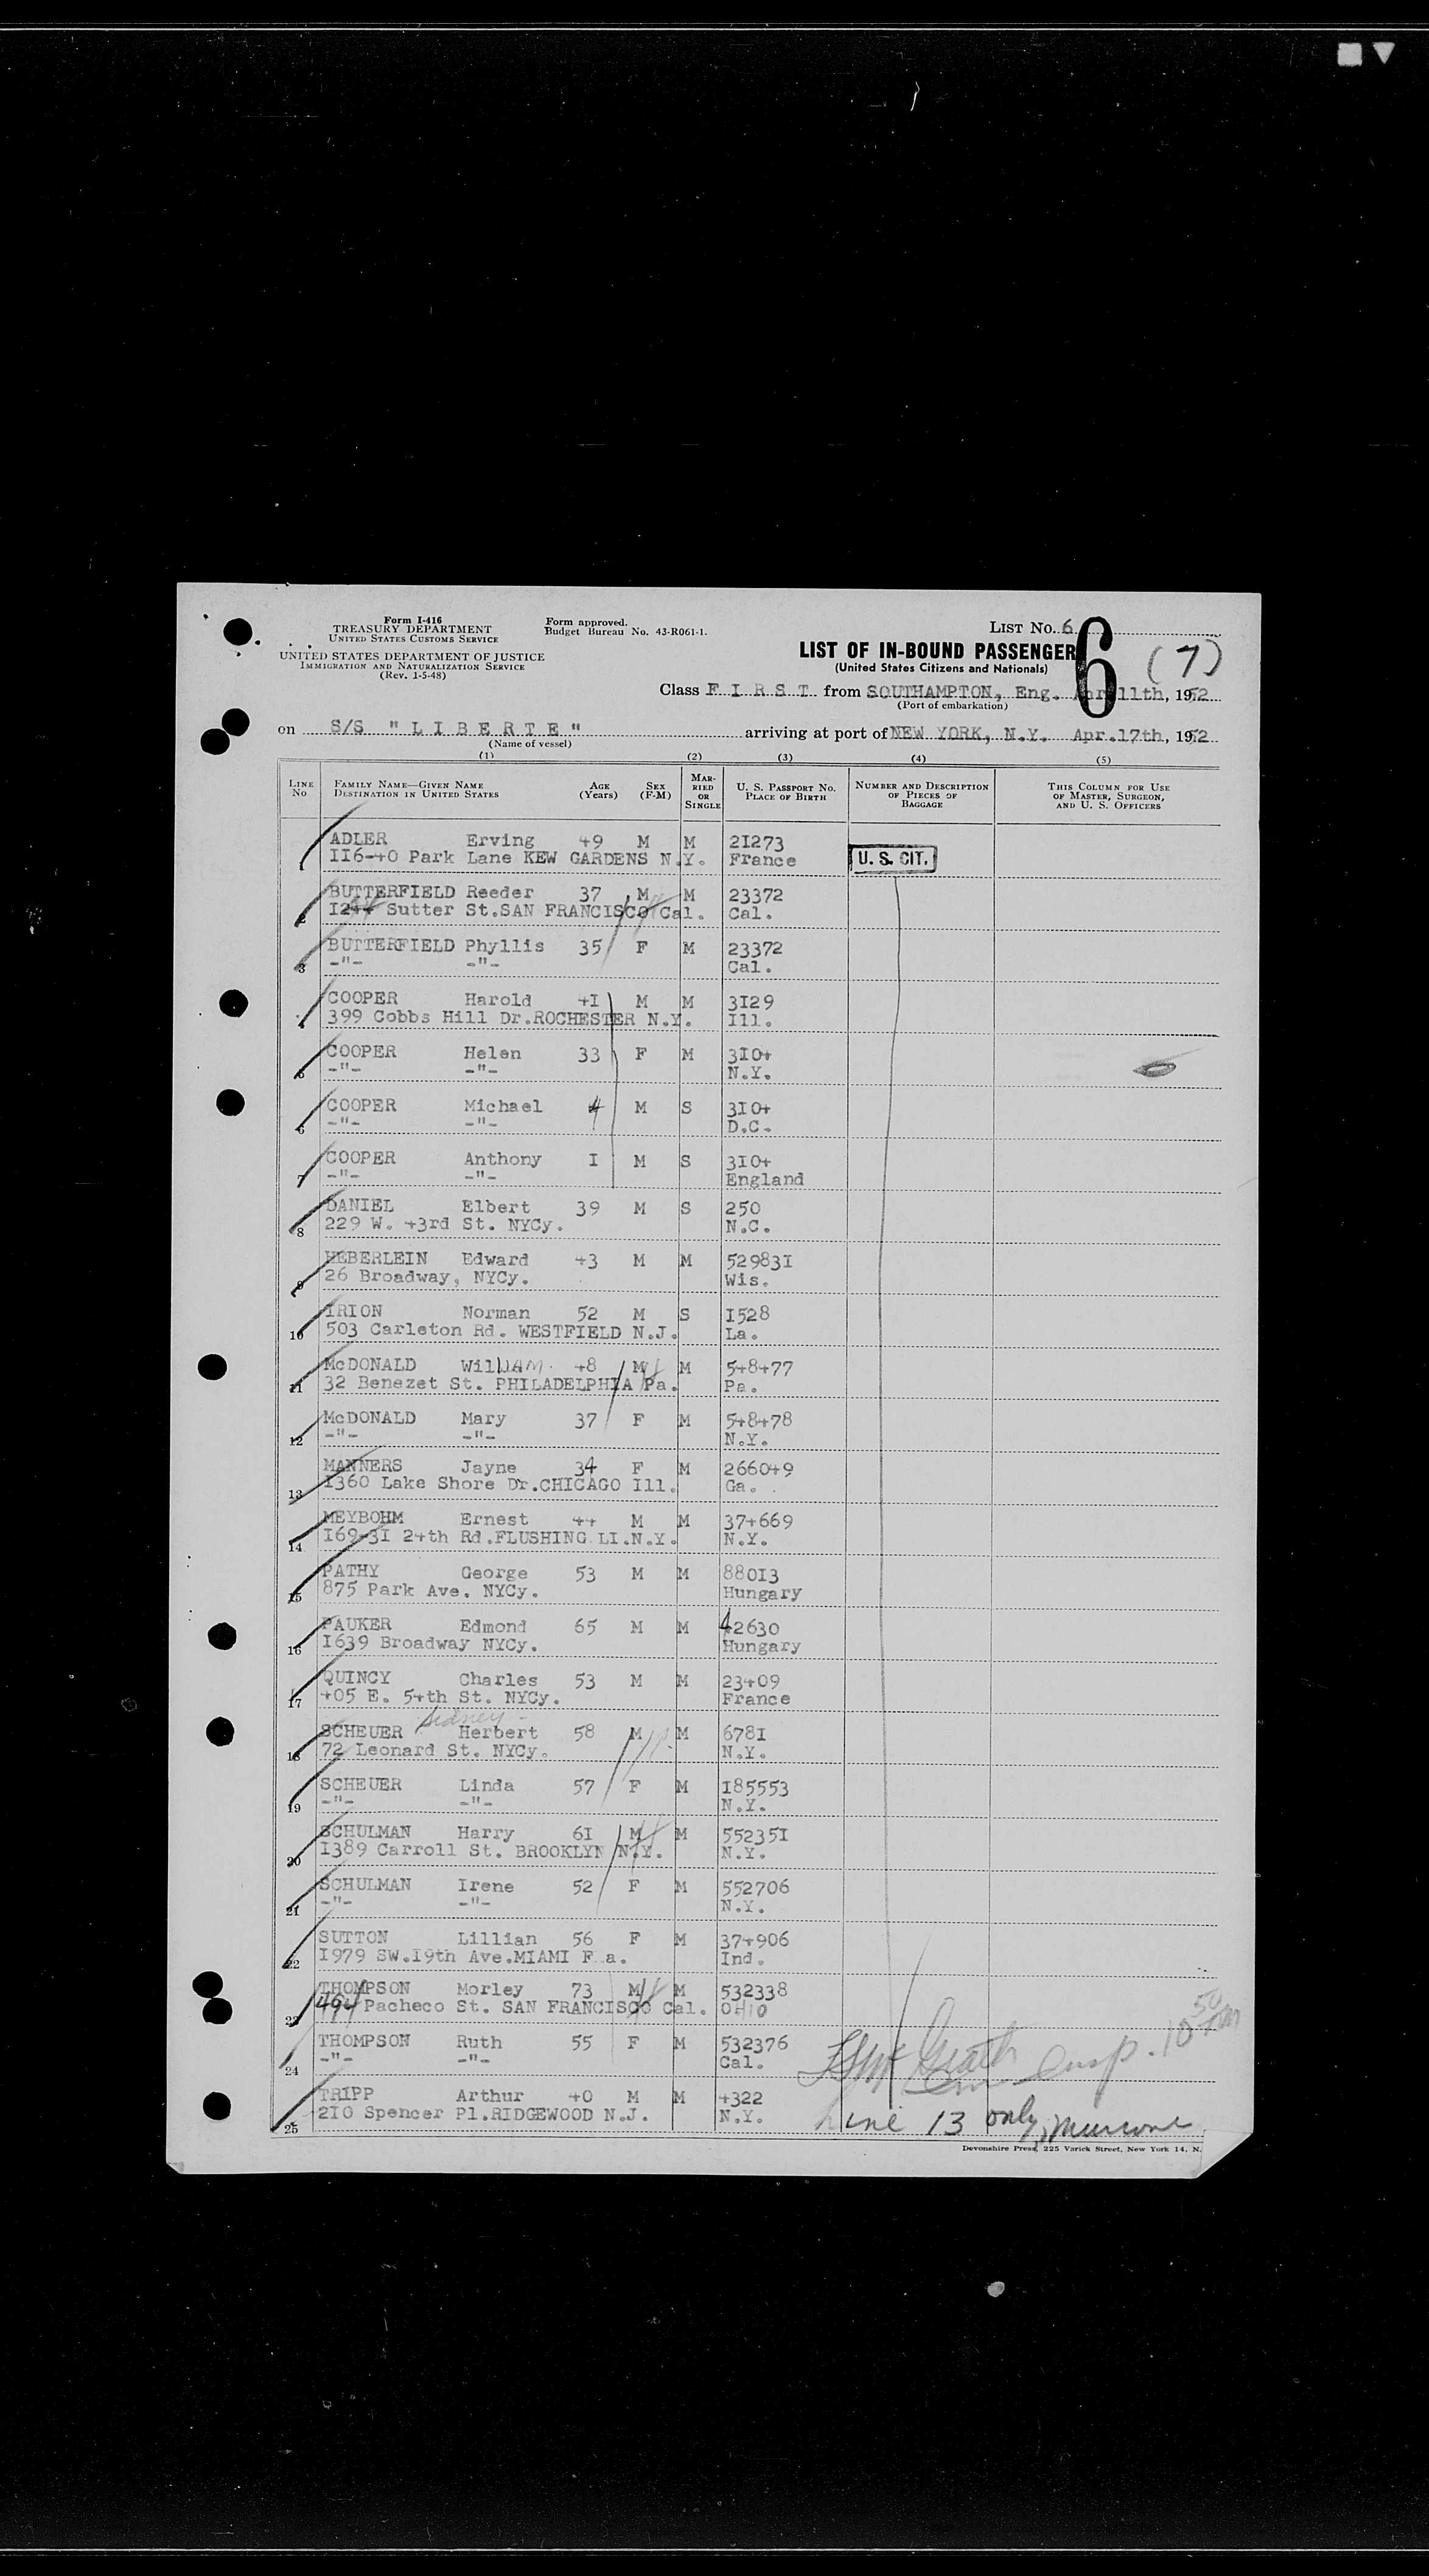 Form I-416
TREASURY DEPARTMENT
UNITED STATES CUSTOMS SERVICE
UNITED STATES DEPARTMENT OF JUSTICE
IMMIGRATION AND NATURALIZATION SERVICE
(Rev. 1-5-48)
Form approved.
Budget Bureau No. 43-R061-1.
LIST No. 6
6
(7)
LIST OF IN-BOUND PASSENGER
(United States Citizens and Nationals)
Class F I R S T from SOUTHAMPTON, Eng. Apr 11th, 1952
(Port of embarkation)
on S/S " L I B E R T E " arriving at port of NEW YORK, N.Y. Apr.17th, 1952
(Name of vessel)
(1) (2) (3) (4) (5)
LINE NO
FAMILY NAME—GIVEN NAME
DESTINATION IN UNITED STATES
AGE (Years)
SEX (F-M)
MARRIED OR SINGLE
U. S. PASSPORT NO.
PLACE OF BIRTH
NUMBER AND DESCRIPTION OF PIECES OF BAGGAGE
THIS COLUMN FOR USE OF MASTER, SURGEON, AND U. S. OFFICERS
ADLER Erving 49 M M 21273
1 116-40 Park Lane KEW GARDENS N.Y. France U. S. CIT.
BUTTERFIELD Reeder 37 M M 23372
2 1244 Sutter St.SAN FRANCISCO Cal. Cal.
BUTTERFIELD Phyllis 35 F M 23372
3 -"- -"- Cal.
COOPER Harold 41 M M 3129
4 399 Cobbs Hill Dr.ROCHESTER N.Y. Ill.
COOPER Helen 33 F M 3104
5 -"- -"- N.Y.
COOPER Michael 4 M S 3104
6 -"- -"- D.C.
COOPER Anthony I M S 3104
7 -"- -"- England
DANIEL Elbert 39 M S 250
8 229 W. 43rd St. NYCy. N.C.
HEBERLEIN Edward 43 M M 529831
9 26 Broadway, NYCy. Wis.
IRION Norman 52 M S 1528
10 503 Carleton Rd. WESTFIELD N.J. La.
McDONALD William 48 M M 548477
11 32 Benezet St. PHILADELPHIA Pa. Pa.
McDONALD Mary 37 F M 548478
12 -"- -"- N.Y.
MANNERS Jayne 34 F M 266049
13 1360 Lake Shore Dr.CHICAGO Ill. Ga.
MEYBOHM Ernest 44 M M 374669
14 169-31 24th Rd.FLUSHING LI.N.Y. N.Y.
PATHY George 53 M M 88013
15 875 Park Ave. NYCy. Hungary
PAUKER Edmond 65 M M 42630
16 1639 Broadway NYCy. Hungary
QUINCY Charles 53 M M 23409
17 405 E. 54th St. NYCy. France
Sidney
SCHEUER Herbert 58 M M 6781
18 72 Leonard St. NYCy. N.Y.
SCHEUER Linda 57 F M 185553
19 -"- -"- N.Y.
SCHULMAN Harry 61 M M 552351
20 1389 Carroll St. BROOKLYN N.Y. N.Y.
SCHULMAN Irene 52 F M 552706
21 -"- -"- N.Y.
SUTTON Lillian 56 F M 374906
22 1979 SW.19th Ave.MIAMI F a. Ind.
THOMPSON Morley 73 M M 532338
23 494 Pacheco St. SAN FRANCISCO Cal. OHIO
THOMPSON Ruth 55 F M 532376
24 -"- -"- Cal.
TRIPP Arthur 40 M M 4322
25 210 Spencer Pl.RIDGEWOOD N.J. N.Y.
Insp.
Line 13 only
Devonshire Press, 225 Varick Street, New York 14, N.